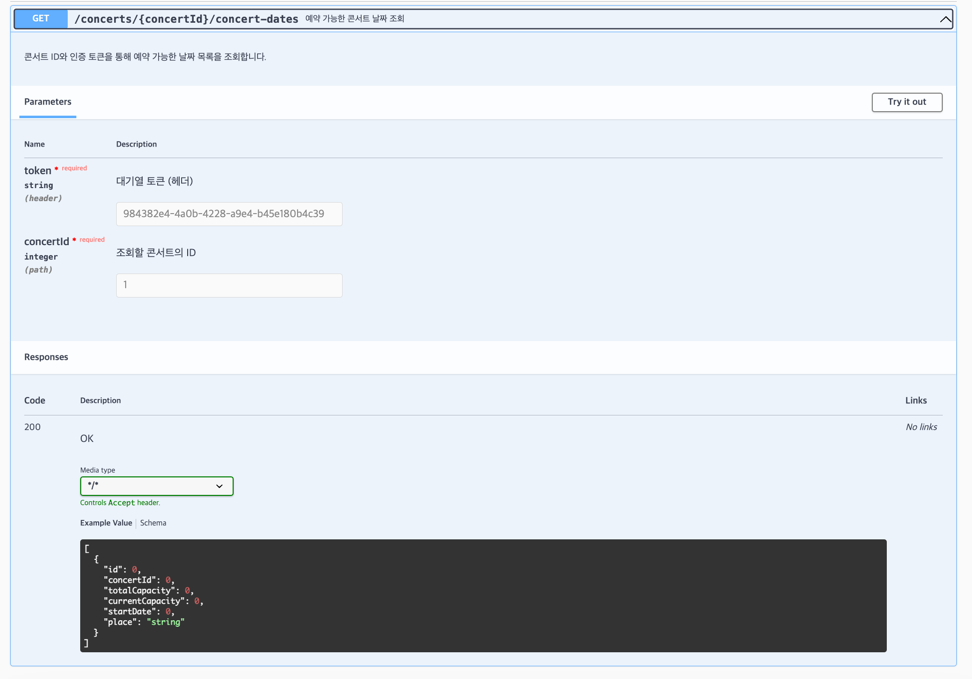 GET /concerts/{concertId}/concert-dates 예약 가능한 콘서트 날짜 조회
콘서트 ID와 인증 토큰을 통해 예약 가능한 날짜 목록을 조회합니다.
Parameters
Try it out
Name Description
token * required
string
(header)
대기열 토큰 (헤더)
984382e4-4a0b-4228-a9e4-b45e180b4c39
concertId * required
integer
(path)
조회할 콘서트의 ID
1
Responses
Code Description Links
200 No links
OK
Media type
*/*
Controls Accept header.
Example Value Schema
[
{
"id": 0,
"concertId": 0,
"totalCapacity": 0,
"currentCapacity": 0,
"startDate": 0,
"place": "string"
}
]